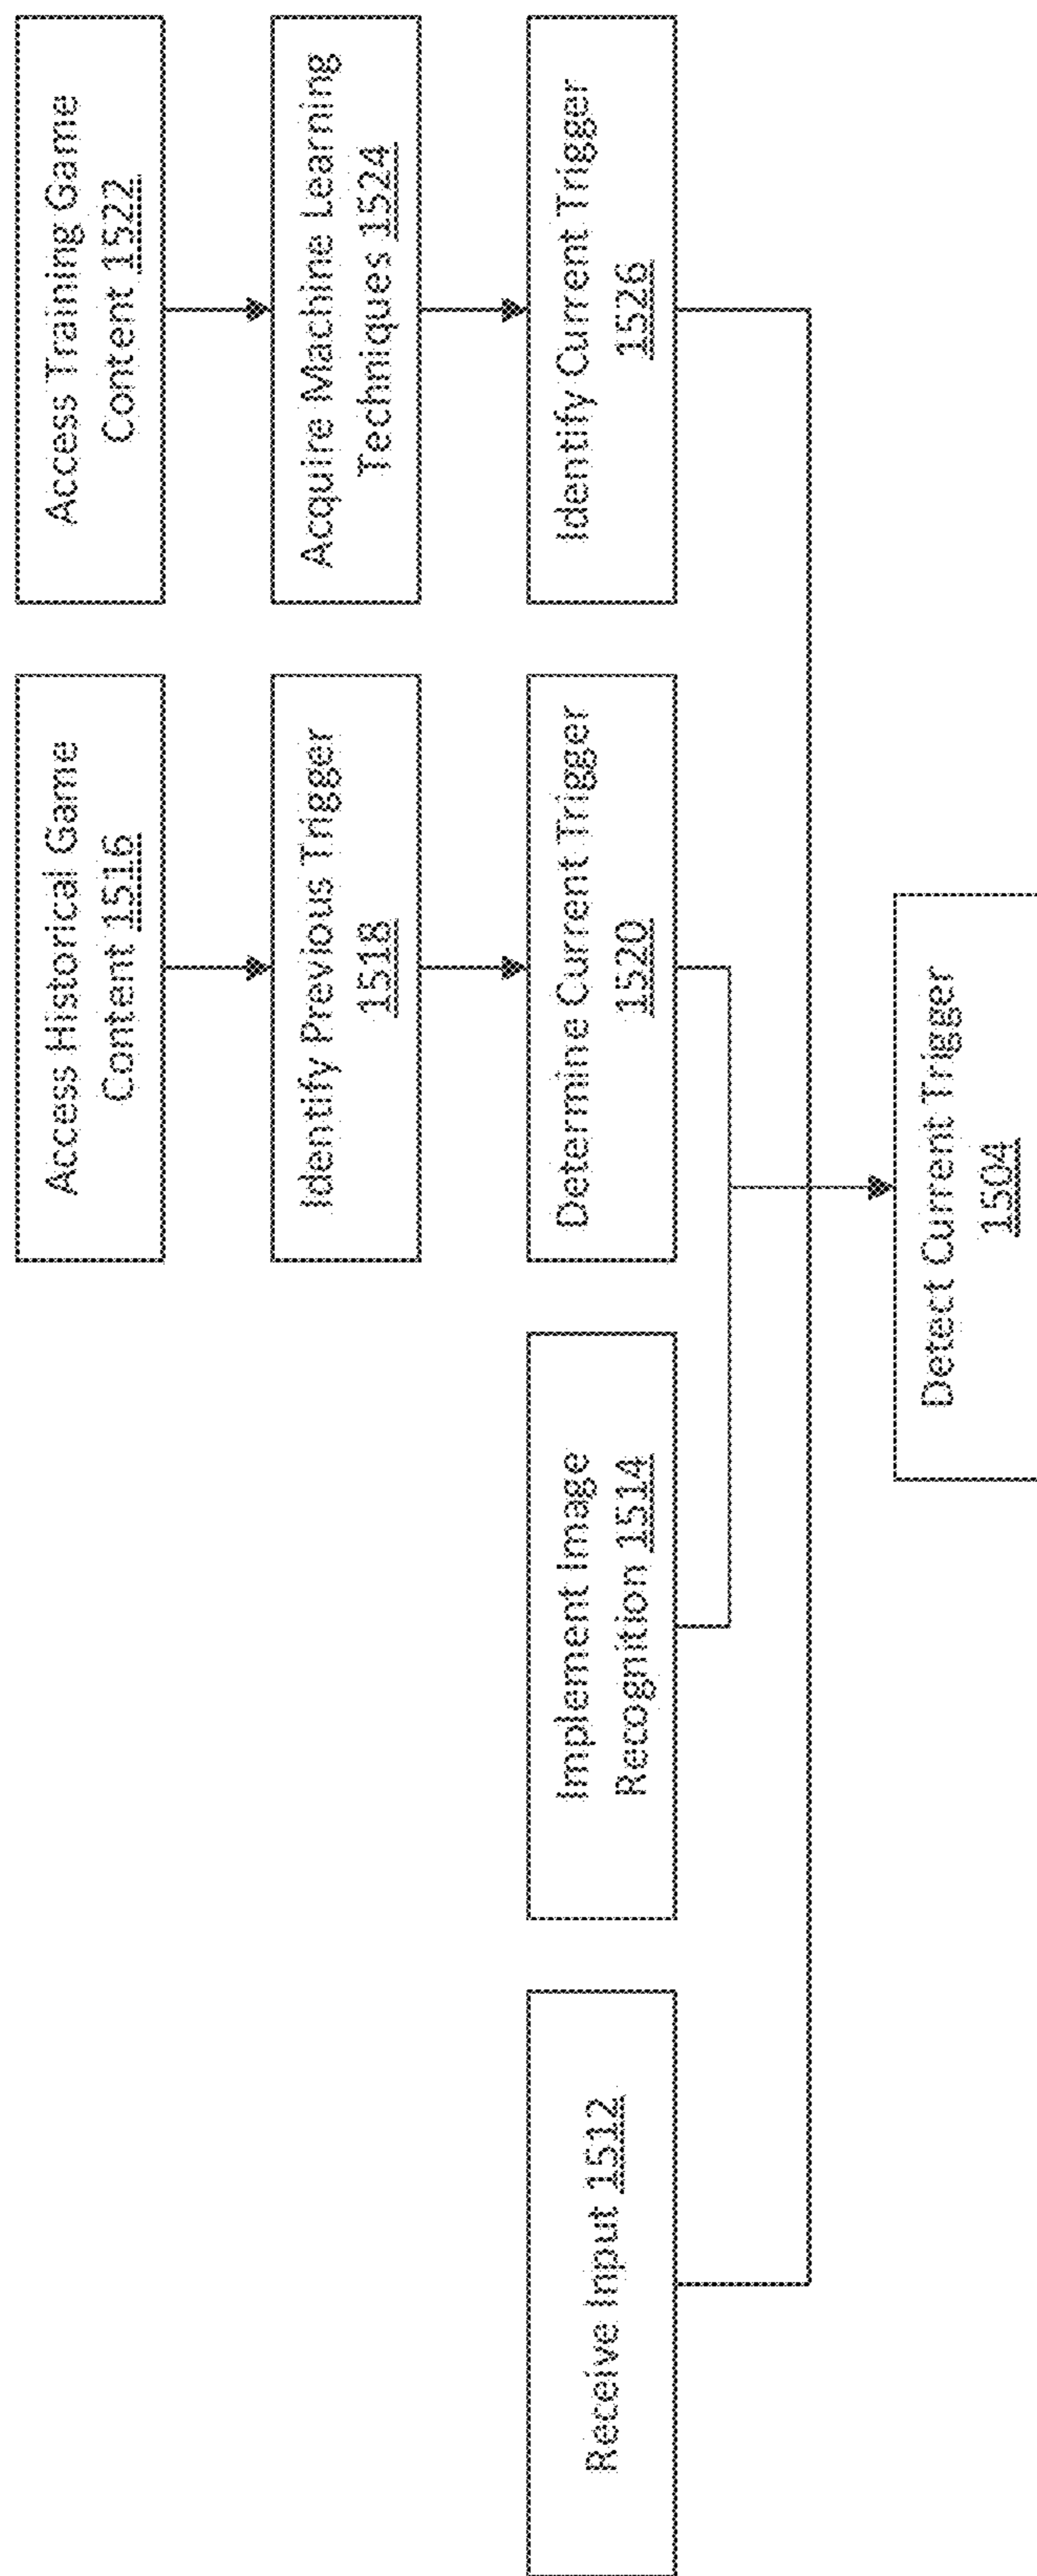 Access Training Game
Content 1522
Acquire Machine Learning
Techniques 1524
Identify Current Trigger
1526
Access Historical Game
Content 1516
Identify Previous Trigger
1518
Determine Current Trigger
1520
Implement Image
Recognition 1514
Receive Input 1512
Detect Current Trigger
1504